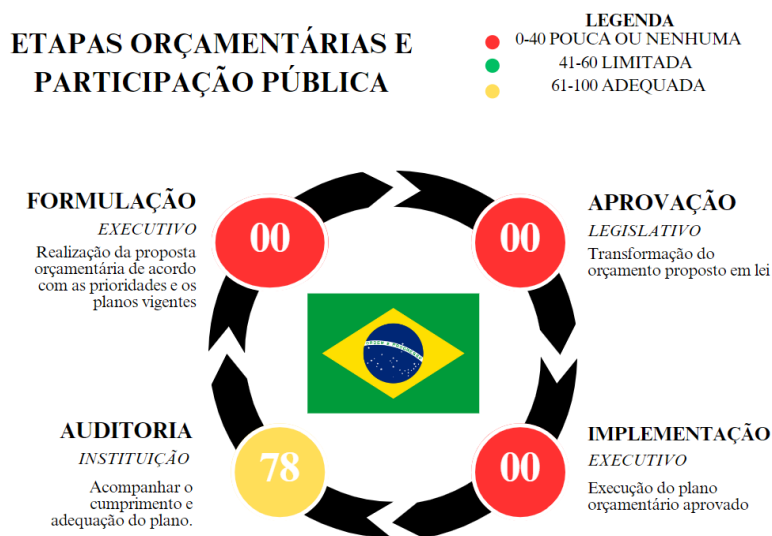 ETAPAS ORÇAMENTÁRIAS E
PARTICIPAÇÃO PÚBLICA
LEGENDA
0-40 POUCA OU NENHUMA
41-60 LIMITADA
61-100 ADEQUADA
FORMULAÇÃO
EXECUTIVO
Realização da proposta
orçamentária de acordo
com as prioridades e os
planos vigentes
00
00
APROVAÇÃO
LEGISLATIVO
Transformação do
orçamento proposto em lei
AUDITORIA
INSTITUIÇÃO
Acompanhar o
cumprimento e
adequação do plano.
78
00
IMPLEMENTAÇÃO
EXECUTIVO
Execução do plano
orçamentário aprovado